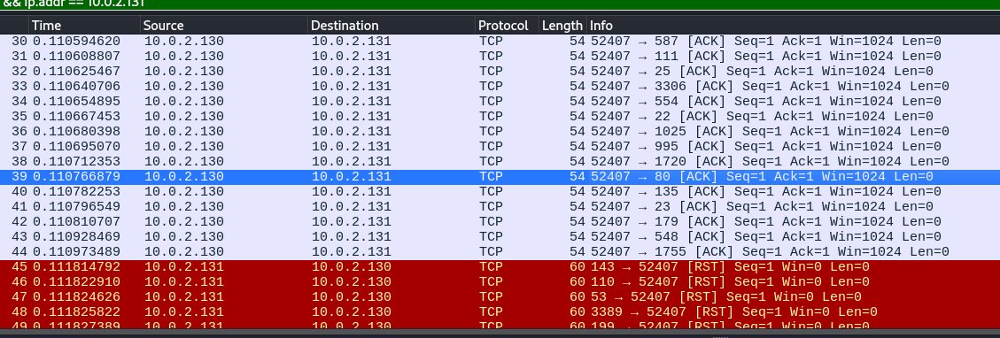 && ip.addr == 10.0.2.131
Time Source Destination Protocol Length Info
30 0.110594620 10.0.2.130 10.0.2.131 TCP 54 52407 → 587 [ACK] Seq=1 Ack=1 Win=1024 Len=0
31 0.110608807 10.0.2.130 10.0.2.131 TCP 54 52407 → 111 [ACK] Seq=1 Ack=1 Win=1024 Len=0
32 0.110625467 10.0.2.130 10.0.2.131 TCP 54 52407 → 25 [ACK] Seq=1 Ack=1 Win=1024 Len=0
33 0.110640706 10.0.2.130 10.0.2.131 TCP 54 52407 → 3306 [ACK] Seq=1 Ack=1 Win=1024 Len=0
34 0.110654895 10.0.2.130 10.0.2.131 TCP 54 52407 → 554 [ACK] Seq=1 Ack=1 Win=1024 Len=0
35 0.110667453 10.0.2.130 10.0.2.131 TCP 54 52407 → 22 [ACK] Seq=1 Ack=1 Win=1024 Len=0
36 0.110680398 10.0.2.130 10.0.2.131 TCP 54 52407 → 1025 [ACK] Seq=1 Ack=1 Win=1024 Len=0
37 0.110695070 10.0.2.130 10.0.2.131 TCP 54 52407 → 995 [ACK] Seq=1 Ack=1 Win=1024 Len=0
38 0.110712353 10.0.2.130 10.0.2.131 TCP 54 52407 → 1720 [ACK] Seq=1 Ack=1 Win=1024 Len=0
39 0.110766879 10.0.2.130 10.0.2.131 TCP 54 52407 → 80 [ACK] Seq=1 Ack=1 Win=1024 Len=0
40 0.110782253 10.0.2.130 10.0.2.131 TCP 54 52407 → 135 [ACK] Seq=1 Ack=1 Win=1024 Len=0
41 0.110796549 10.0.2.130 10.0.2.131 TCP 54 52407 → 23 [ACK] Seq=1 Ack=1 Win=1024 Len=0
42 0.110810707 10.0.2.130 10.0.2.131 TCP 54 52407 → 179 [ACK] Seq=1 Ack=1 Win=1024 Len=0
43 0.110928469 10.0.2.130 10.0.2.131 TCP 54 52407 → 548 [ACK] Seq=1 Ack=1 Win=1024 Len=0
44 0.110973489 10.0.2.130 10.0.2.131 TCP 54 52407 → 1755 [ACK] Seq=1 Ack=1 Win=1024 Len=0
45 0.111814792 10.0.2.131 10.0.2.130 TCP 60 143 → 52407 [RST] Seq=1 Win=0 Len=0
46 0.111822910 10.0.2.131 10.0.2.130 TCP 60 110 → 52407 [RST] Seq=1 Win=0 Len=0
47 0.111824626 10.0.2.131 10.0.2.130 TCP 60 53 → 52407 [RST] Seq=1 Win=0 Len=0
48 0.111825822 10.0.2.131 10.0.2.130 TCP 60 3389 → 52407 [RST] Seq=1 Win=0 Len=0
49 0.111827389 10.0.2.131 10.0.2.130 TCP 60 199 → 52407 [RST] Seq=1 Win=0 Len=0